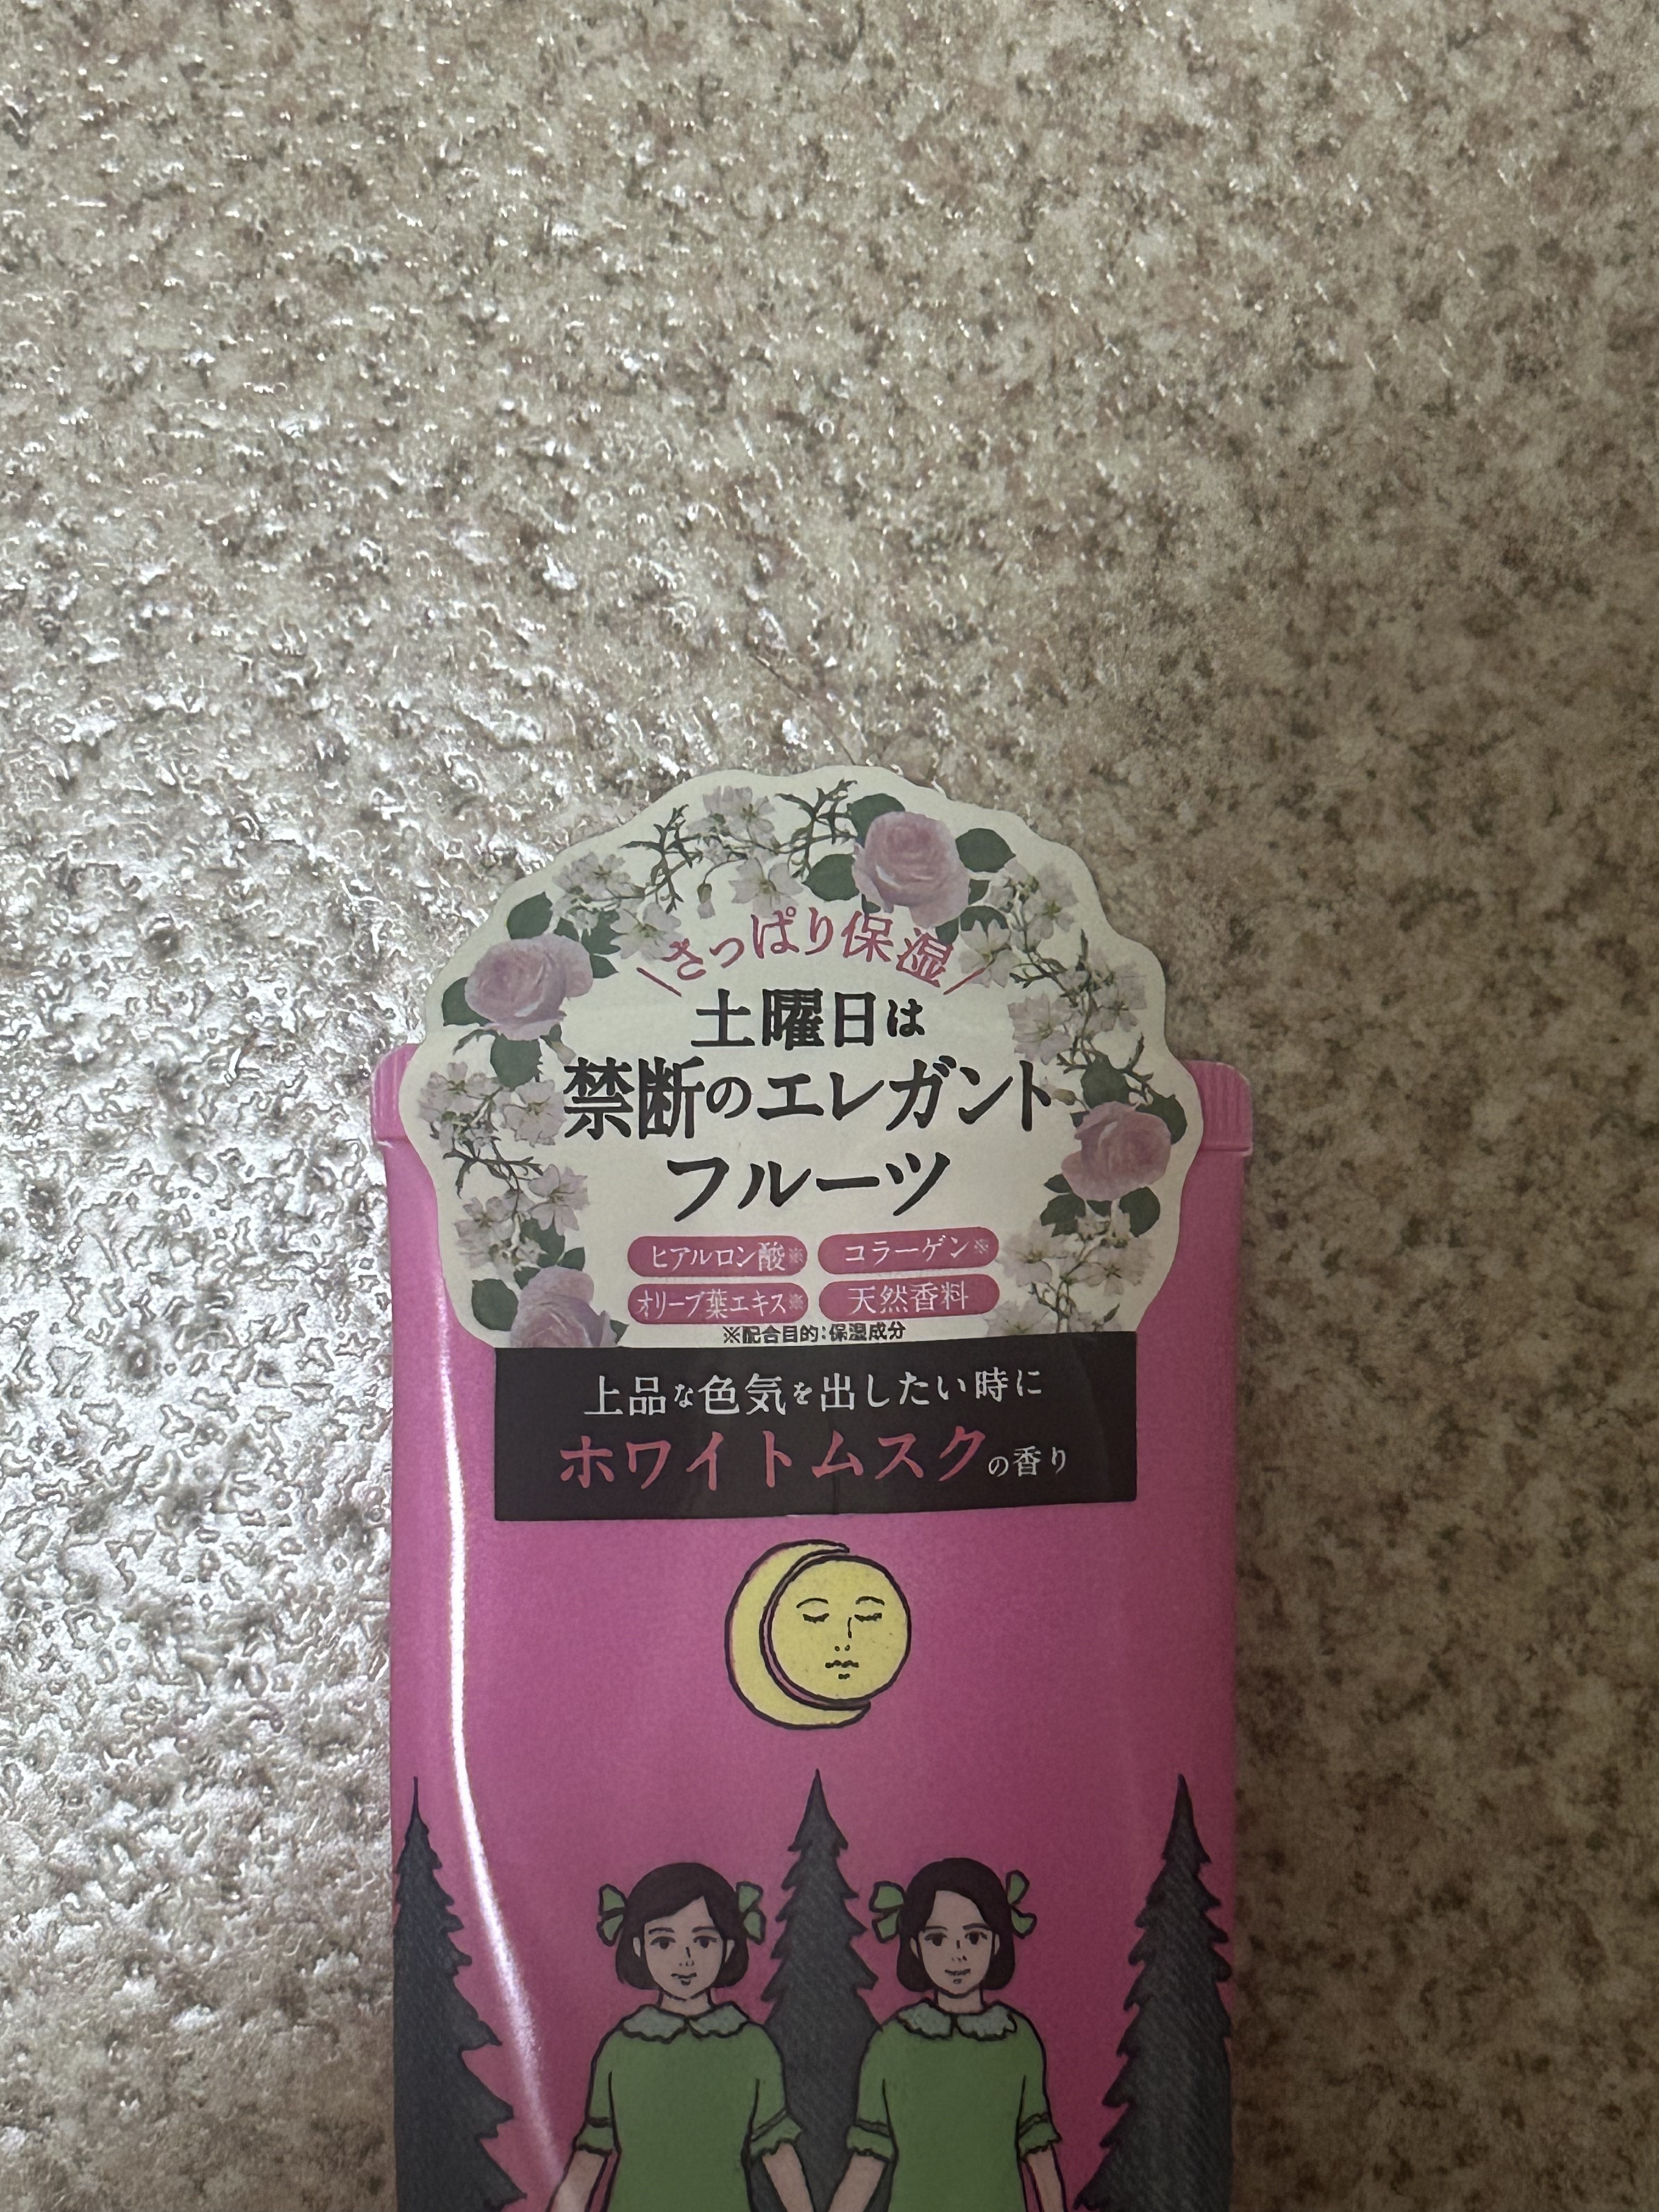 さっぱり保湿
土曜日は
禁断のエレガント
フルーツ
ヒアルロン酸※ コラーゲン※
オリーブ葉エキス※ 天然香料
※配合目的:保湿成分
上品な色気を出したい時に
ホワイトムスクの香り